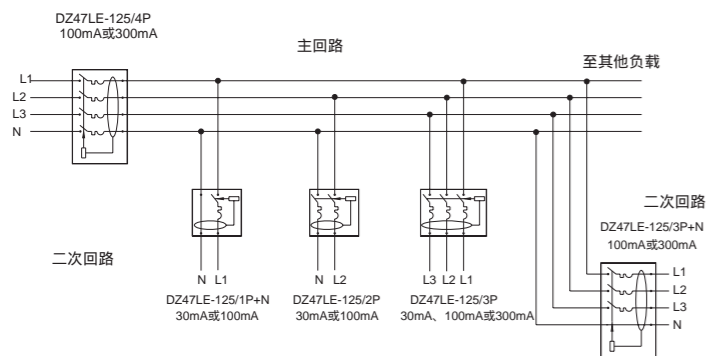 DZ47LE-125/4P
100mA或300mA
主回路
至其他负载
L1
L2
L3
N
二次回路
N L1
DZ47LE-125/1P+N
30mA或100mA
N L2
DZ47LE-125/2P
30mA或100mA
L3 L2 L1
DZ47LE-125/3P
30mA、100mA或300mA
二次回路
DZ47LE-125/3P+N
100mA或300mA
L1
L2
L3
N